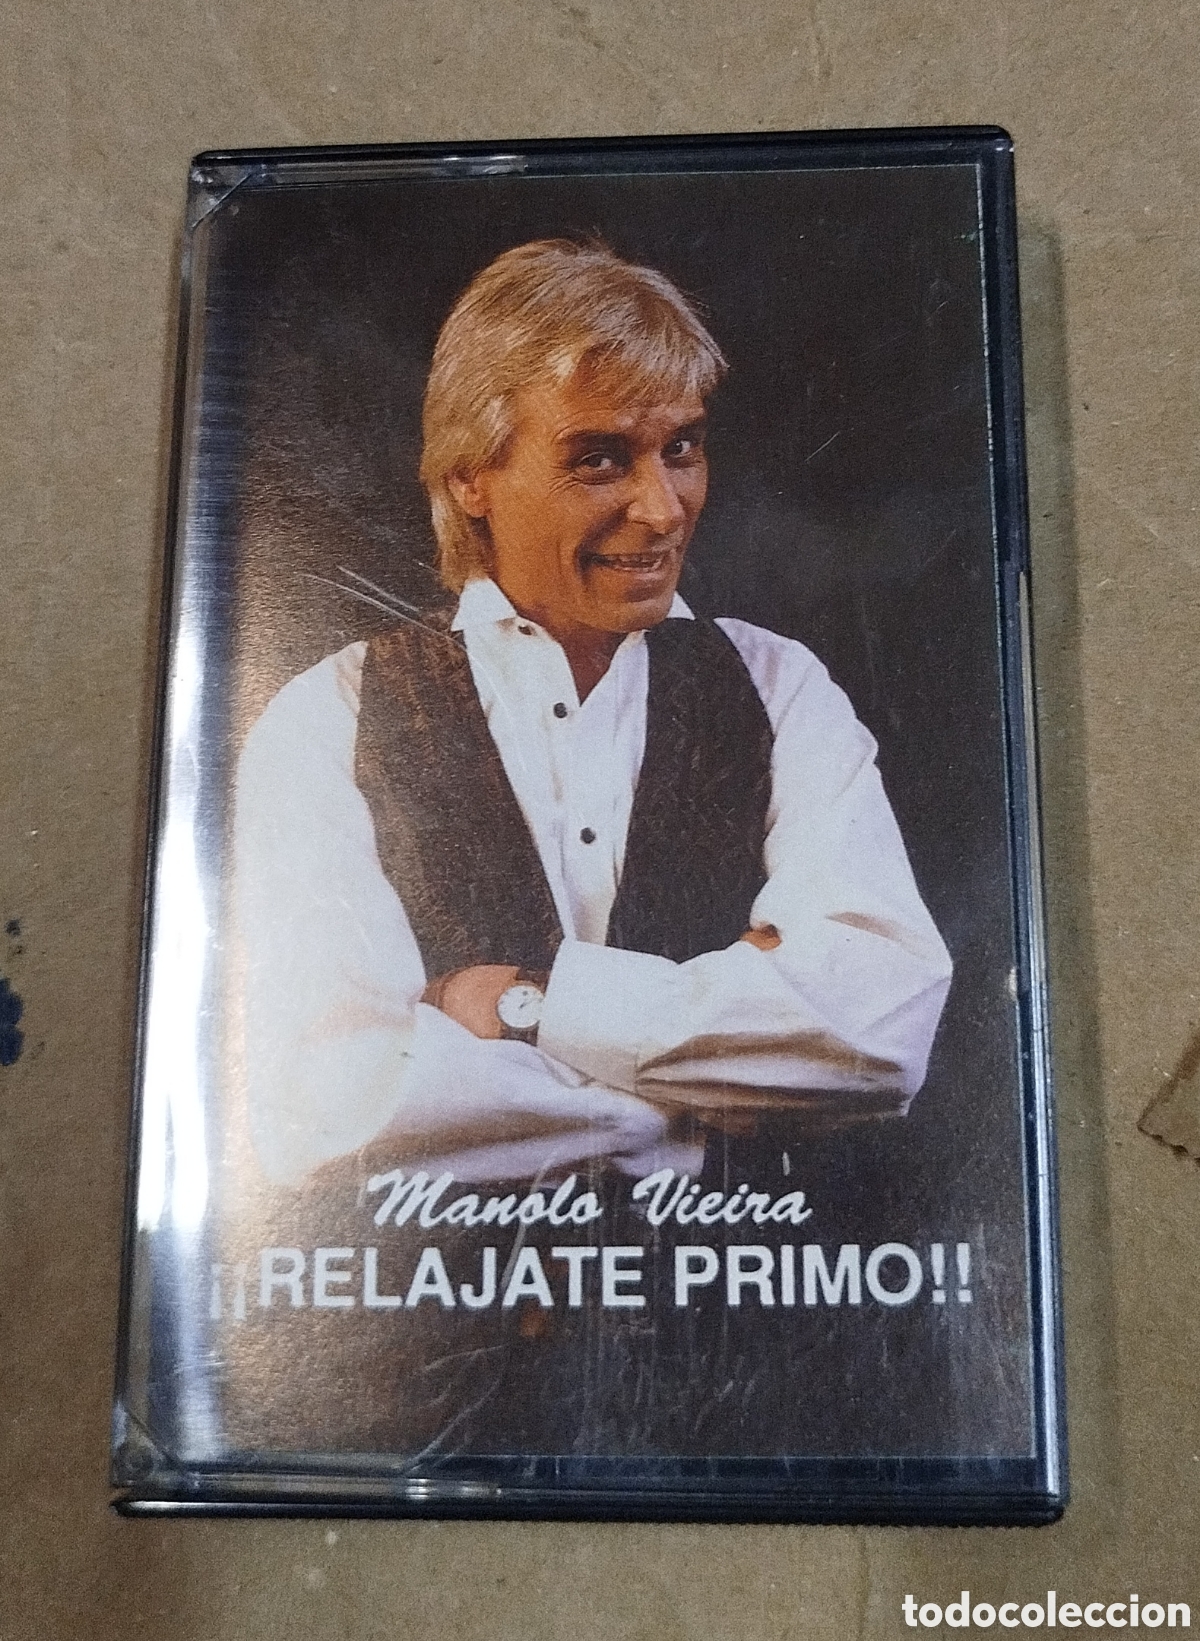 Manolo Vieira
¡¡RELAJATE PRIMO!!
todocoleccion